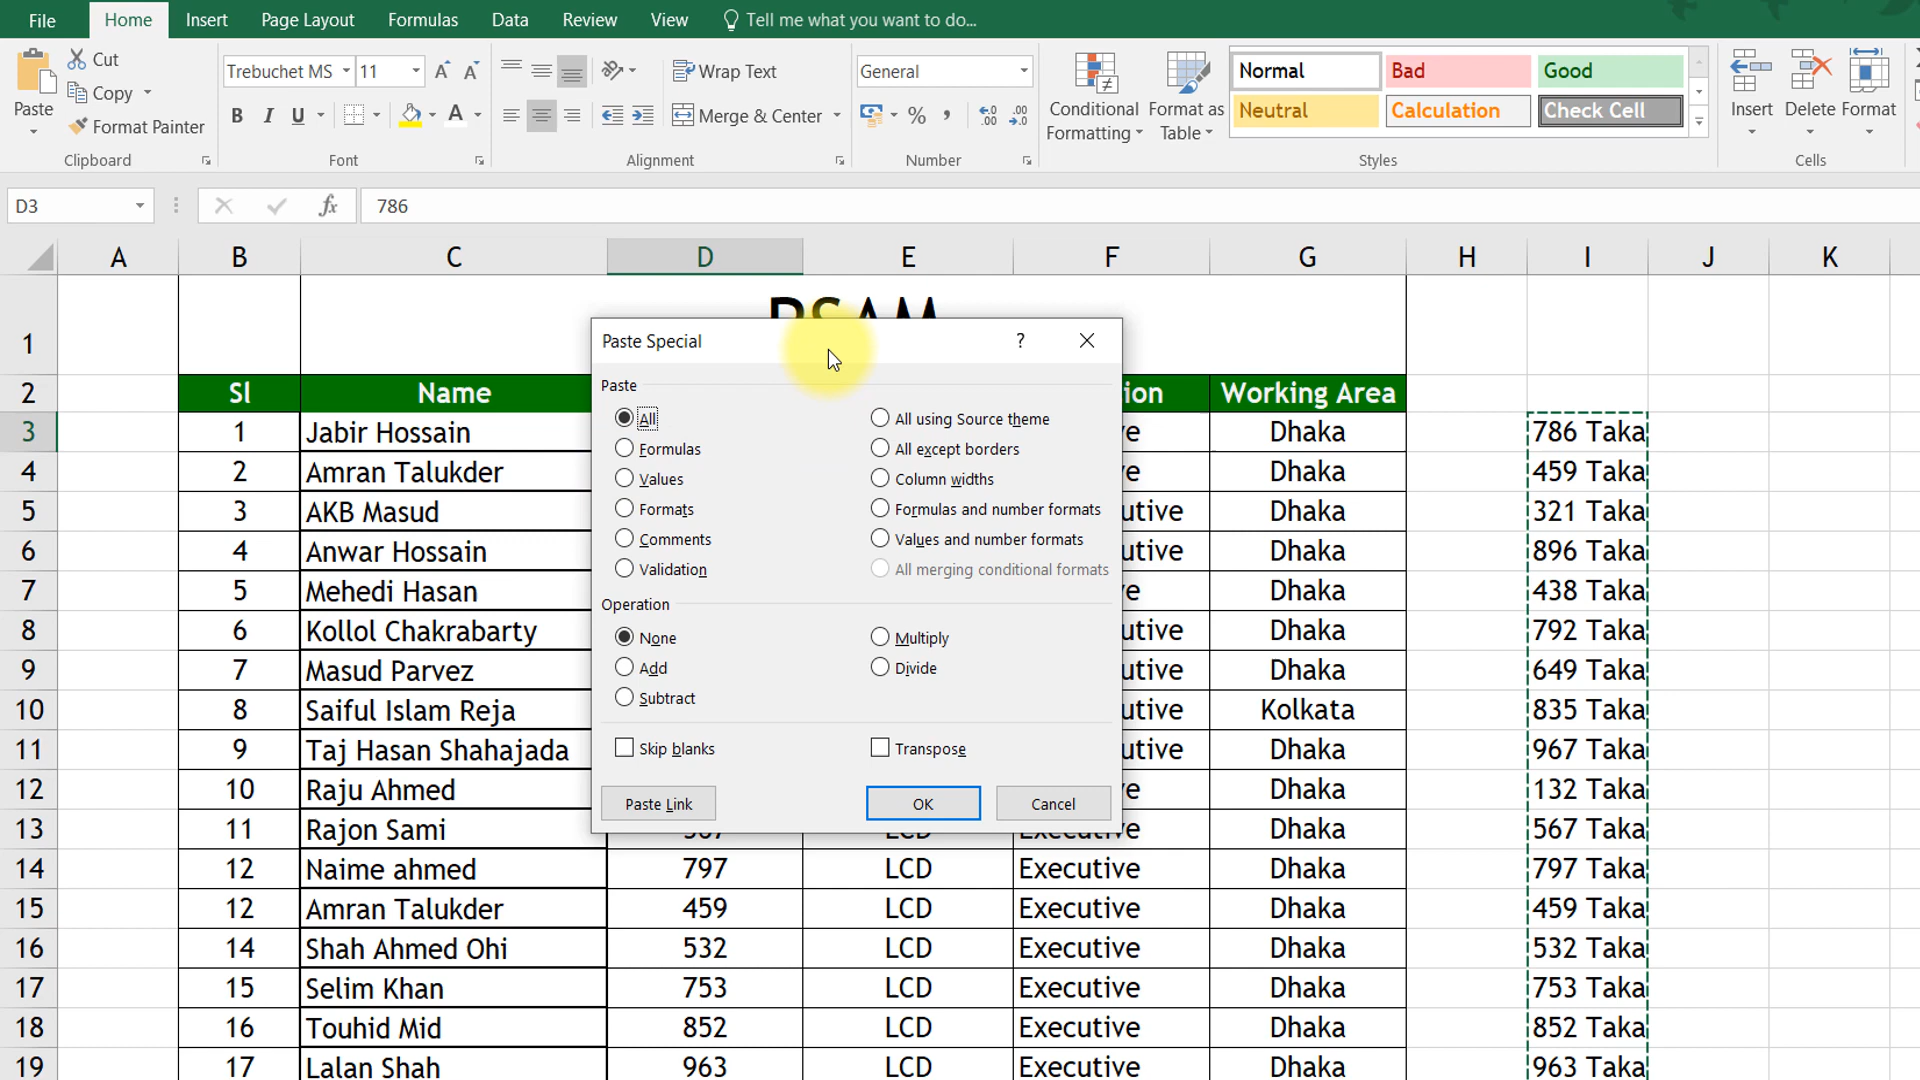 File Home Insert Page Layout Formulas Data Review View Tell me what you want to do...
Paste Cut Copy Format Painter Clipboard
Trebuchet MS 11 A A B I U A Font
Wrap Text Merge & Center Alignment
General % , .0 .00 Number
Conditional Formatting Format as Table
Normal Bad Good
Neutral Calculation Check Cell
Styles
Insert Delete Format
Cells
D3 fx 786
A B C D E F G H I J K
1
2 Sl Name ion Working Area
3 1 Jabir Hossain ve Dhaka 786 Taka
4 2 Amran Talukder ve Dhaka 459 Taka
5 3 AKB Masud utive Dhaka 321 Taka
6 4 Anwar Hossain utive Dhaka 896 Taka
7 5 Mehedi Hasan ve Dhaka 438 Taka
8 6 Kollol Chakrabarty utive Dhaka 792 Taka
9 7 Masud Parvez utive Dhaka 649 Taka
10 8 Saiful Islam Reja utive Kolkata 835 Taka
11 9 Taj Hasan Shahajada utive Dhaka 967 Taka
12 10 Raju Ahmed ve Dhaka 132 Taka
13 11 Rajon Sami 567 LCD Executive Dhaka 567 Taka
14 12 Naime ahmed 797 LCD Executive Dhaka 797 Taka
15 12 Amran Talukder 459 LCD Executive Dhaka 459 Taka
16 14 Shah Ahmed Ohi 532 LCD Executive Dhaka 532 Taka
17 15 Selim Khan 753 LCD Executive Dhaka 753 Taka
18 16 Touhid Mid 852 LCD Executive Dhaka 852 Taka
19 17 Lalan Shah 963 LCD Executive Dhaka 963 Taka
Paste Special ?
Paste
All All using Source theme
Formulas All except borders
Values Column widths
Formats Formulas and number formats
Comments Values and number formats
Validation All merging conditional formats
Operation
None Multiply
Add Divide
Subtract
Skip blanks Transpose
Paste Link OK Cancel